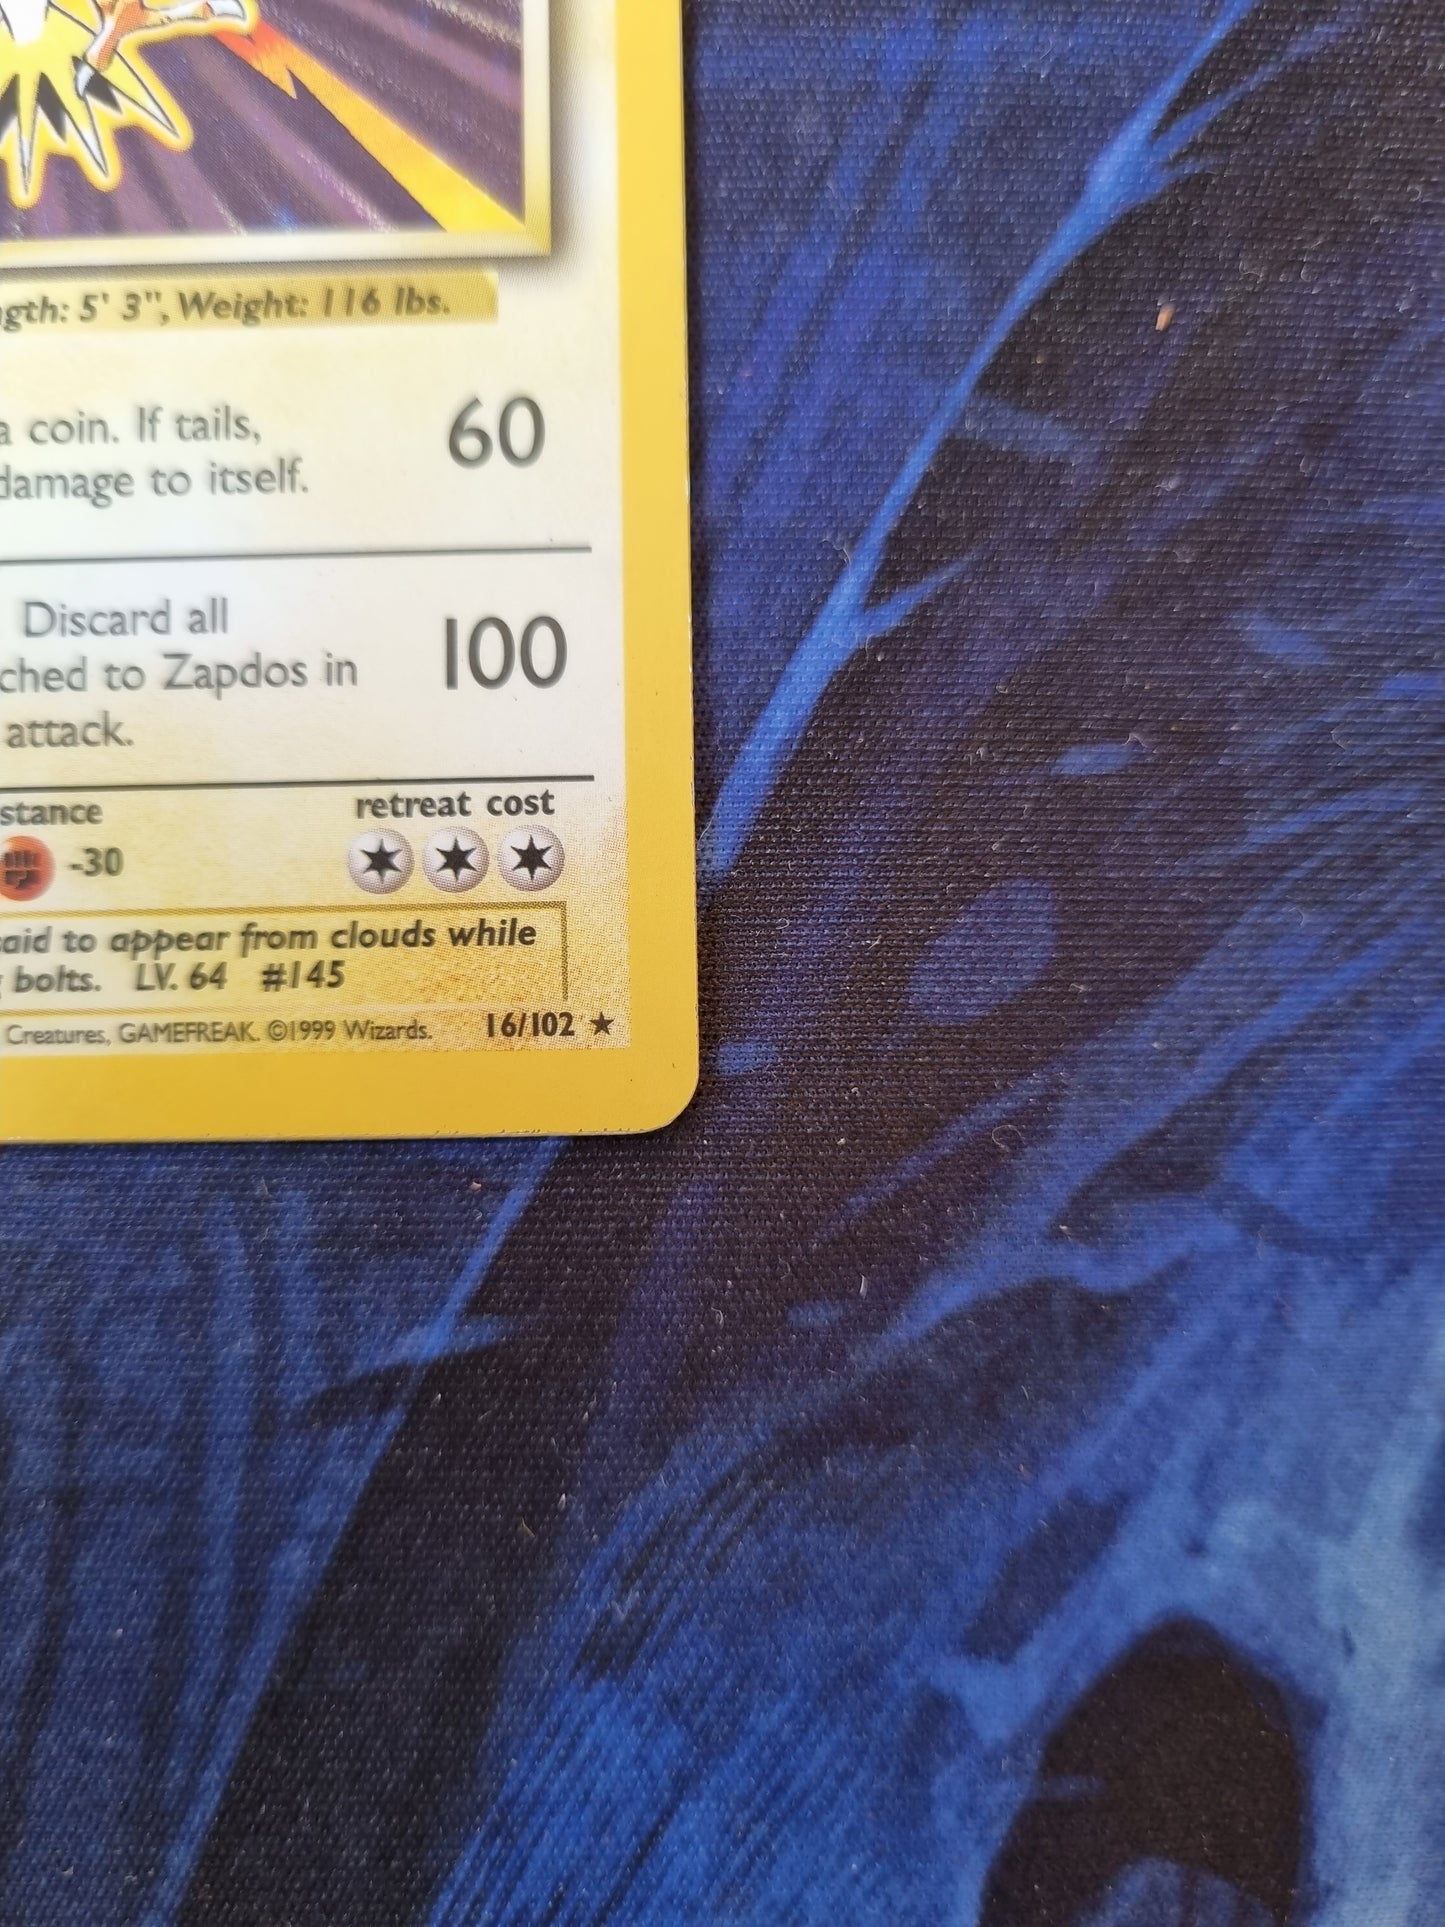 gth: 5' 3", Weight: 116 lbs.
a coin. If tails,
damage to itself.
60
Discard all
ched to Zapdos in
attack.
100
stance
retreat cost
-30
aid to appear from clouds while
bolts. LV. 64 #145
Creatures, GAMEFREAK. ©1999 Wizards. 16/102 ★